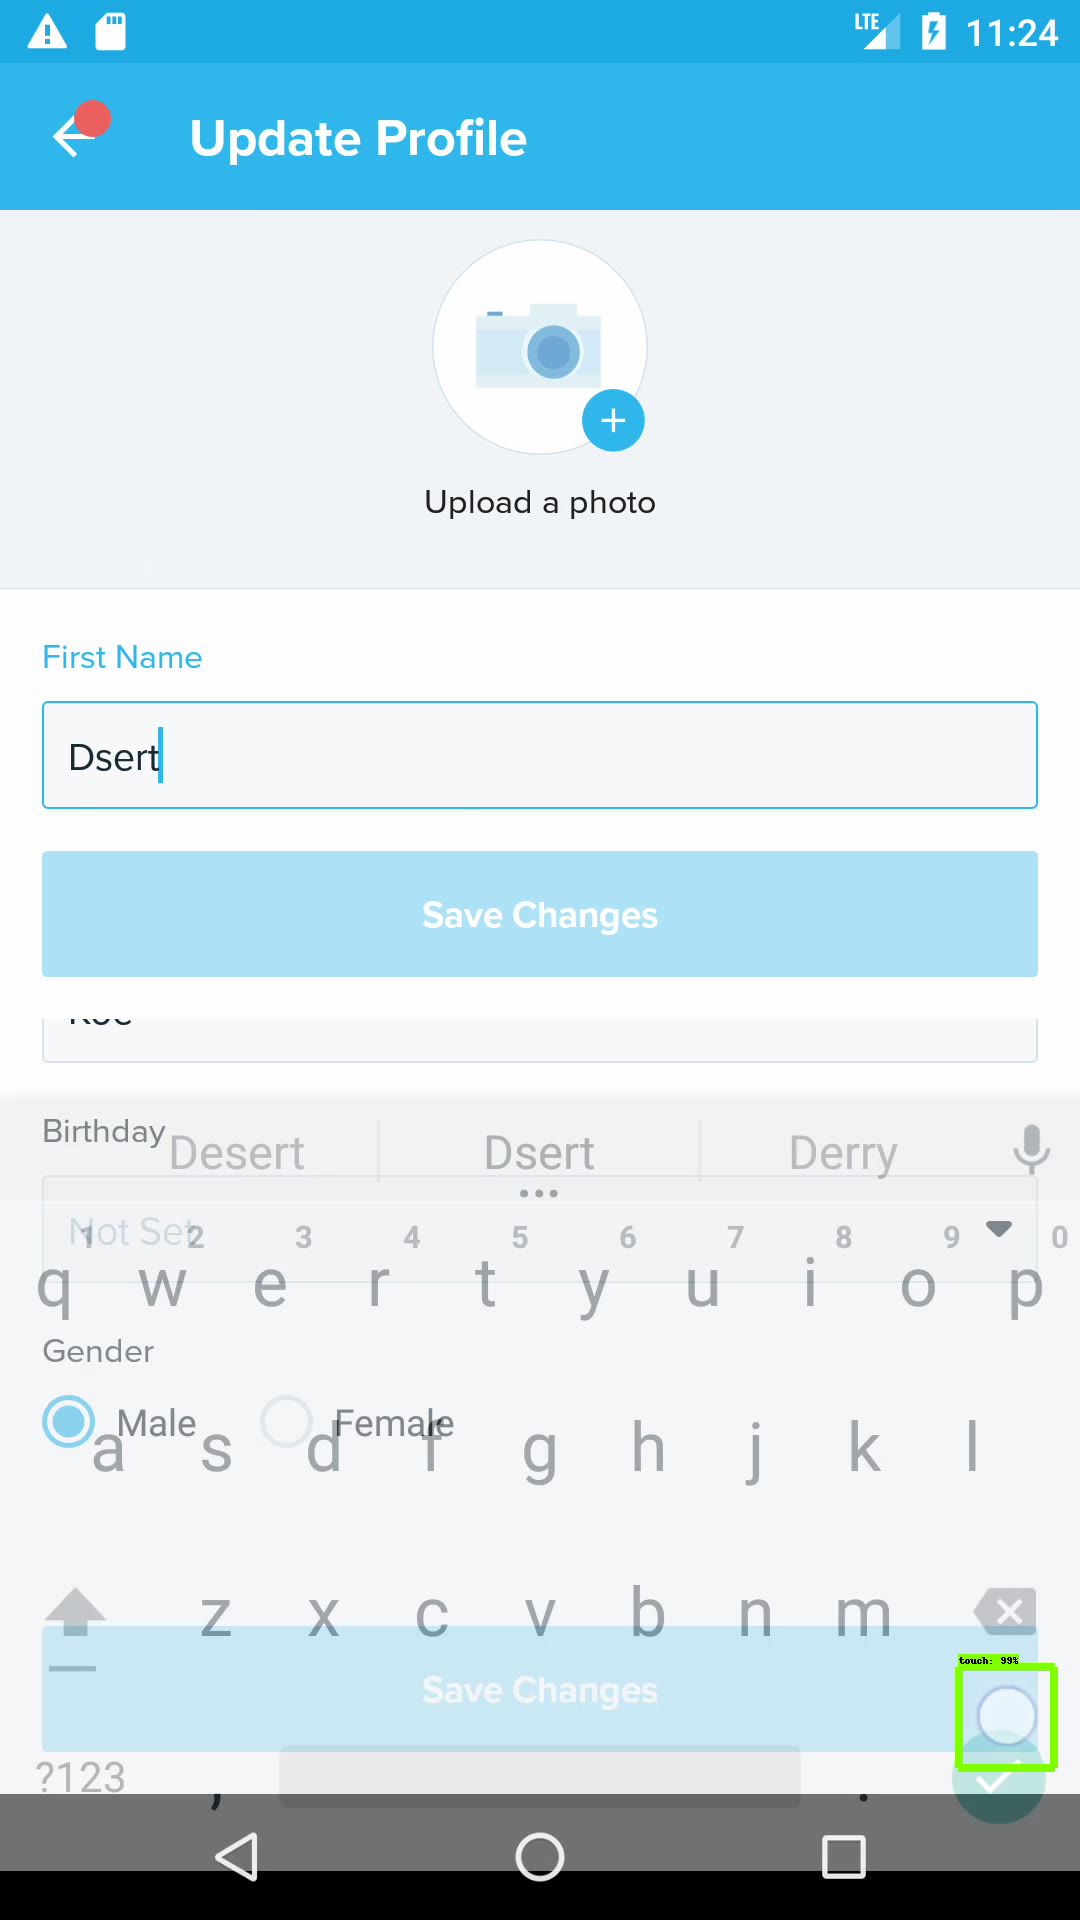 LTE 11:24
Update Profile
Upload a photo
First Name
Dsert
Save Changes
Birthday
Desert Dsert Derry
Not Set
1 2 3 4 5 6 7 8 9 0
q w e r t y u i o p
Gender
Male Female
a s d f g h j k l
z x c v b n m
touch: 99%
Save Changes
?123 , .